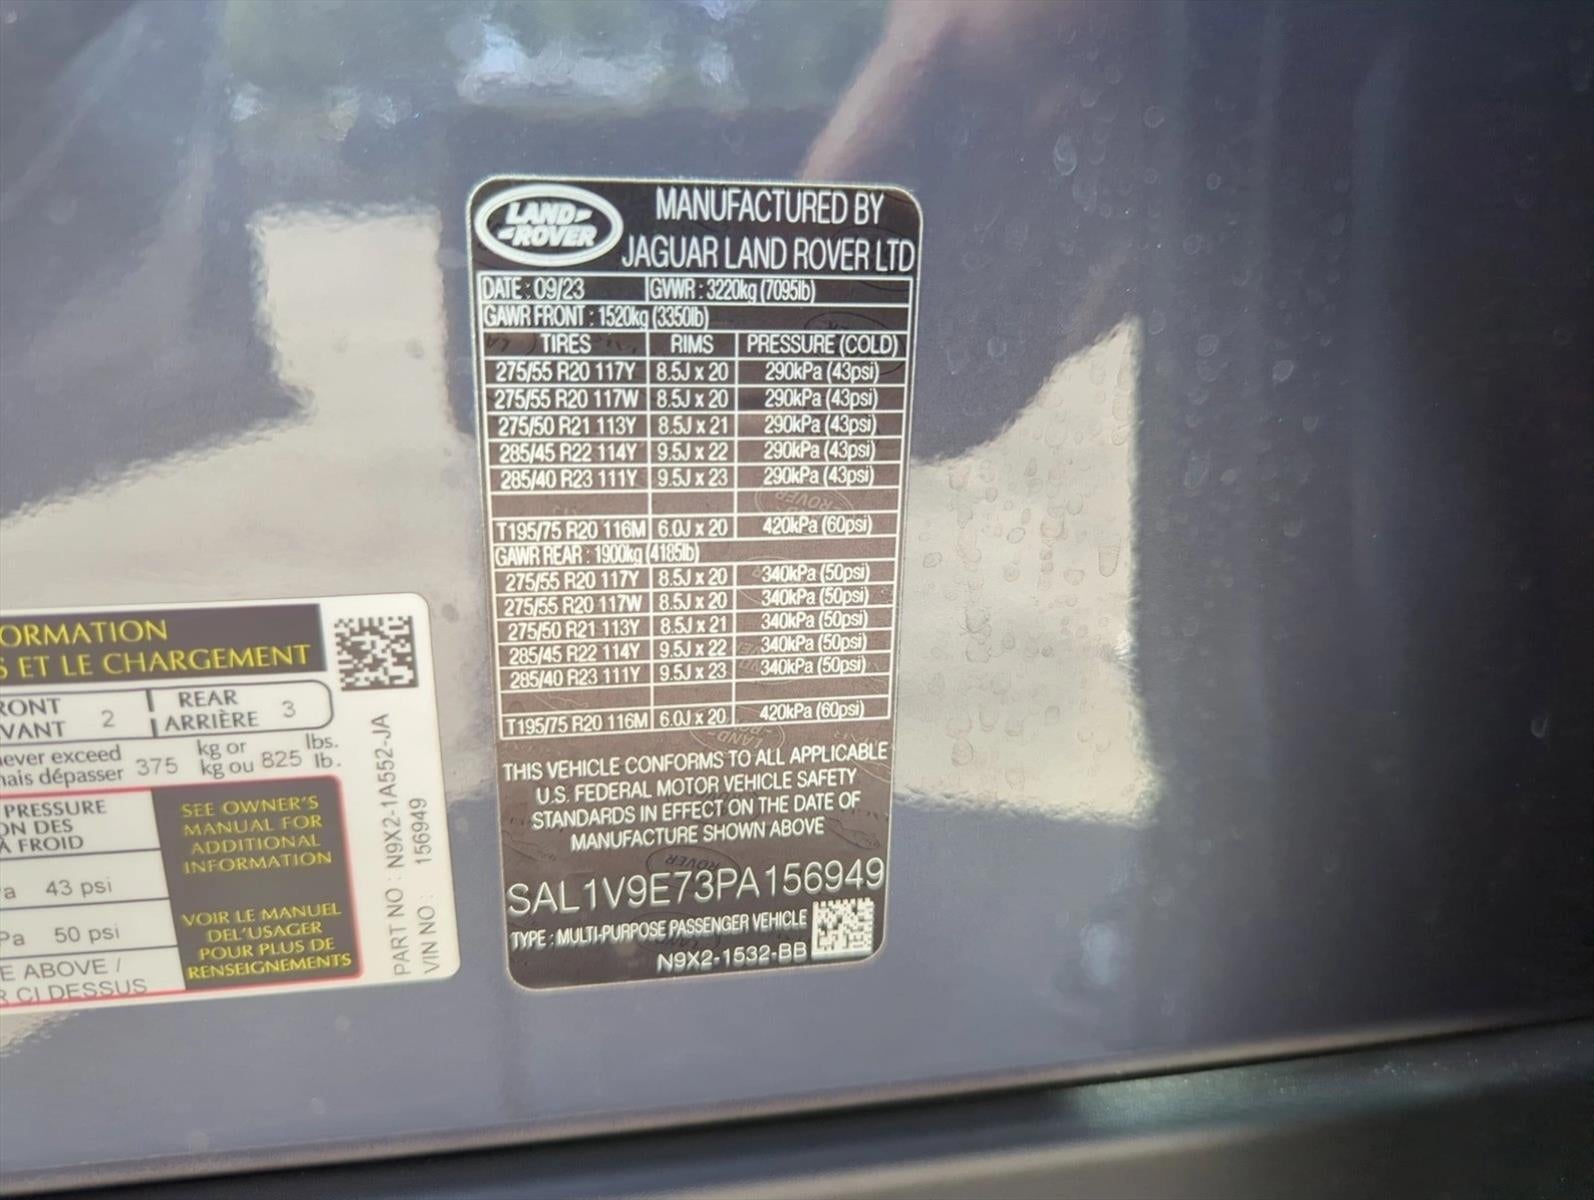 LAND-
-ROVER
MANUFACTURED BY
JAGUAR LAND ROVER LTD
DATE : 09/23 GVWR : 3220kg (7095lb)
GAWR FRONT : 1520kg (3350lb)
TIRES RIMS PRESSURE (COLD)
275/55 R20 117Y 8.5J x 20 290kPa (43psi)
275/55 R20 117W 8.5J x 20 290kPa (43psi)
275/50 R21 113Y 8.5J x 21 290kPa (43psi)
285/45 R22 114Y 9.5J x 22 290kPa (43psi)
285/40 R23 111Y 9.5J x 23 290kPa (43psi)
T195/75 R20 116M 6.0J x 20 420kPa (60psi)
GAWR REAR : 1900kg (4185lb)
275/55 R20 117Y 8.5J x 20 340kPa (50psi)
275/55 R20 117W 8.5J x 20 340kPa (50psi)
275/50 R21 113Y 8.5J x 21 340kPa (50psi)
285/45 R22 114Y 9.5J x 22 340kPa (50psi)
285/40 R23 111Y 9.5J x 23 340kPa (50psi)
T195/75 R20 116M 6.0J x 20 420kPa (60psi)
THIS VEHICLE CONFORMS TO ALL APPLICABLE
U.S. FEDERAL MOTOR VEHICLE SAFETY
STANDARDS IN EFFECT ON THE DATE OF
MANUFACTURE SHOWN ABOVE
SAL1V9E73PA156949
TYPE : MULTI-PURPOSE PASSENGER VEHICLE
N9X2-1532-BB
ORMATION
S ET LE CHARGEMENT
RONT 2 REAR 3
VANT ARRIÈRE
never exceed 375 kg or 825 lbs.
nais dépasser kg ou lb.
PRESSURE
ON DES
À FROID
a 43 psi
Pa 50 psi
E ABOVE /
R CI DESSUS
SEE OWNER'S
MANUAL FOR
ADDITIONAL
INFORMATION
VOIR LE MANUEL
DEL'USAGER
POUR PLUS DE
RENSEIGNEMENTS
PART NO : N9X2-1A552-JA
VIN NO : 156949